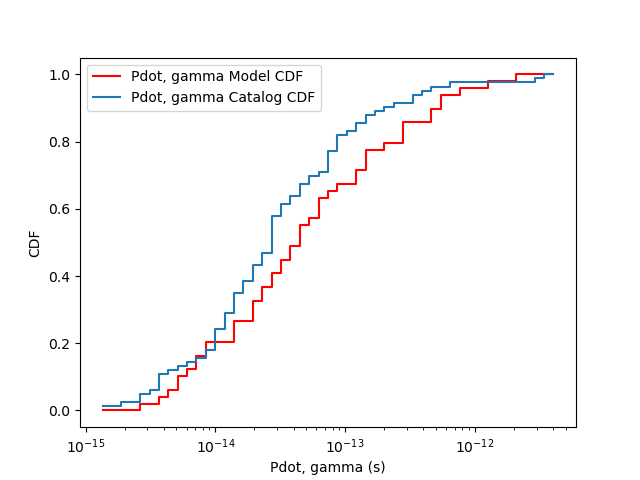 Pdot, gamma Model CDF
Pdot, gamma Catalog CDF
1.0
0.8
0.6
0.4
0.2
0.0
CDF
10⁻¹⁵
10⁻¹⁴
10⁻¹³
10⁻¹²
Pdot, gamma (s)